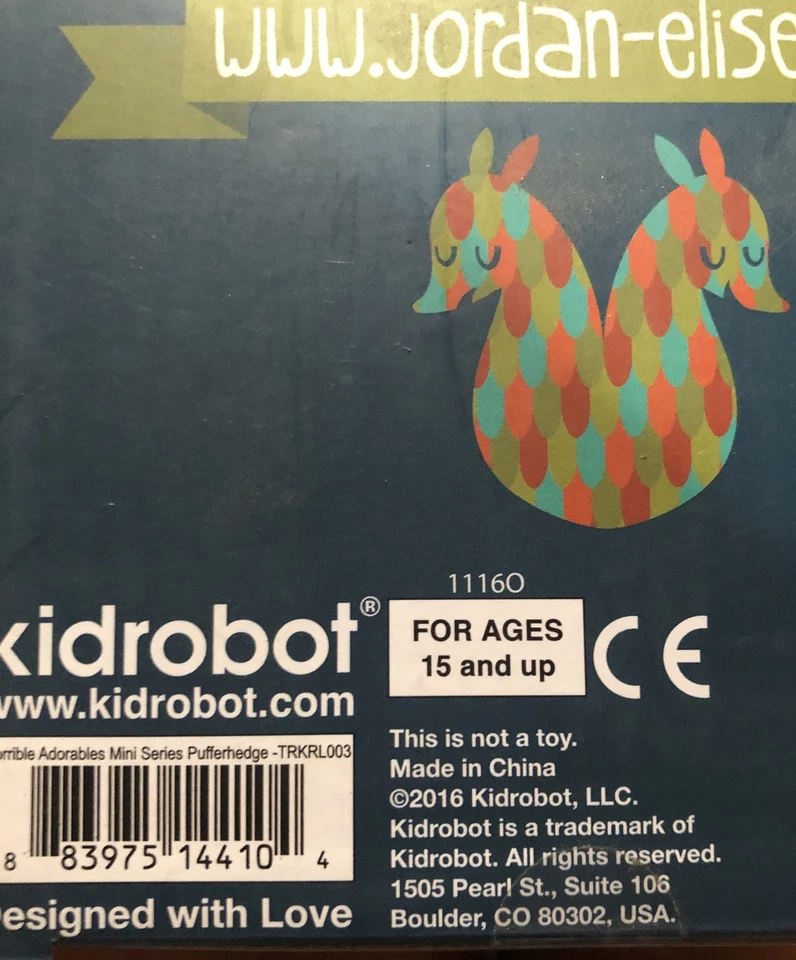 www.jordan-elise
1116O
kidrobot®
FOR AGES
15 and up
CE
www.kidrobot.com
orrible Adorables Mini Series Pufferhedge -TRKRL003
8 83975 14410 4
esigned with Love
This is not a toy.
Made in China
©2016 Kidrobot, LLC.
Kidrobot is a trademark of
Kidrobot. All rights reserved.
1505 Pearl St., Suite 106
Boulder, CO 80302, USA.